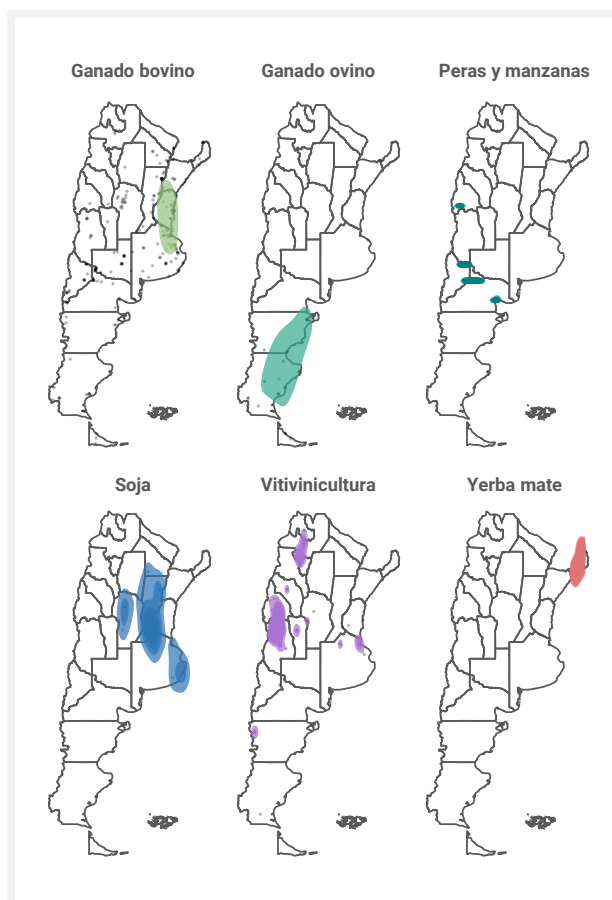 Ganado bovino
Ganado ovino
Peras y manzanas
Soja
Vitivinicultura
Yerba mate